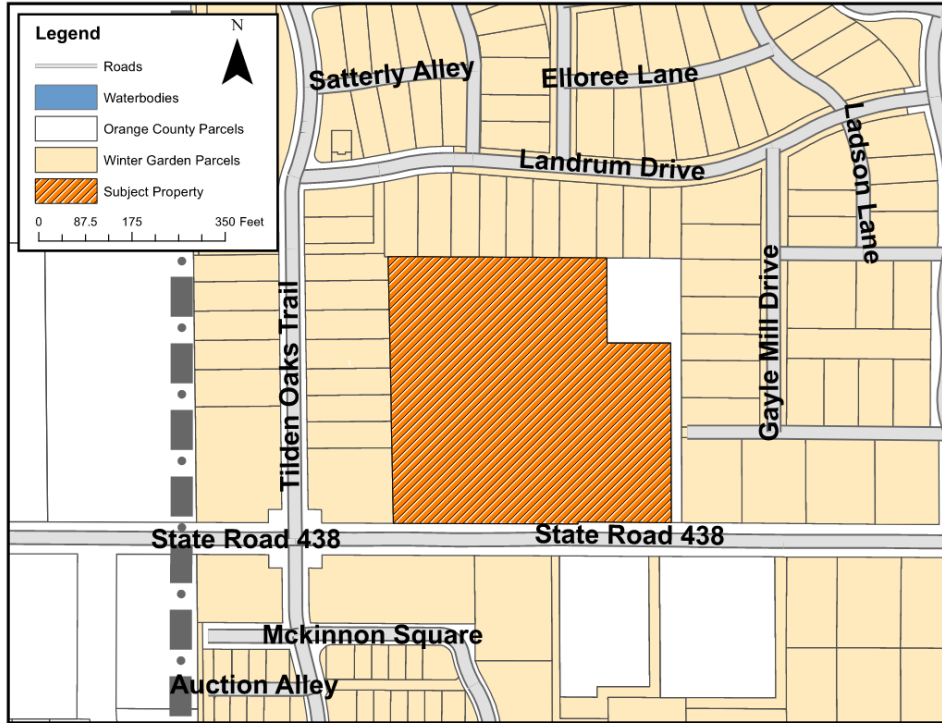 Legend
N
Roads
Waterbodies
Orange County Parcels
Winter Garden Parcels
Subject Property
0 87.5 175 350 Feet
Satterly Alley
Elloree Lane
Landrum Drive
Ladson Lane
Gayle Mill Drive
Tilden Oaks Trail
State Road 438
State Road 438
Mckinnon Square
Auction Alley